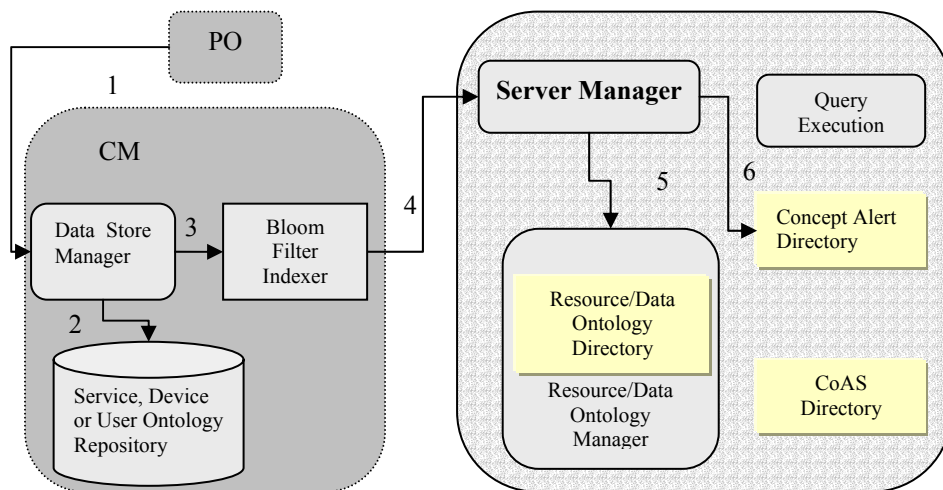 PO
1
CM
Data Store
Manager
3
Bloom
Filter
Indexer
2
Service, Device
or User Ontology
Repository
4
Server Manager
Query
Execution
5
6
Concept Alert
Directory
Resource/Data
Ontology
Directory
Resource/Data
Ontology
Manager
CoAS
Directory